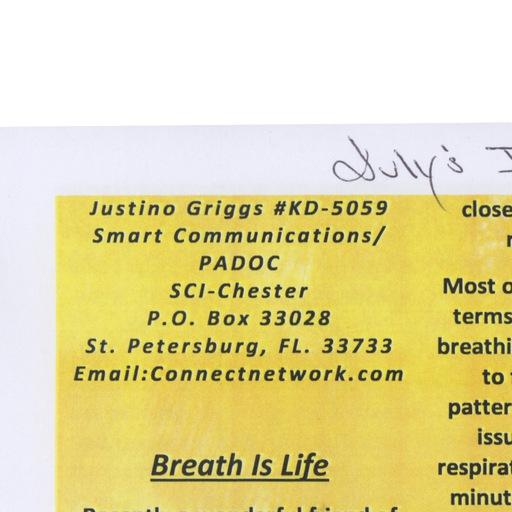 July's
Justino Griggs #KD-5059
Smart Communications/
PADOC
SCI-Chester
P.O. Box 33028
St. Petersburg, FL. 33733
Email:Connectnetwork.com
Breath Is Life
close
Most o
terms
breathi
to
patter
issu
respirat
minut